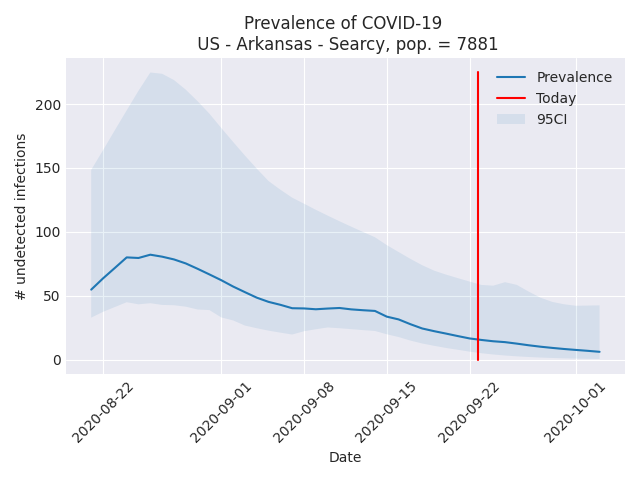 Prevalence of COVID-19
US - Arkansas - Searcy, pop. = 7881
Prevalence
Today
95CI
# undetected infections
200
150
100
50
0
2020-08-22
2020-09-01
2020-09-08
2020-09-15
2020-09-22
2020-10-01
Date